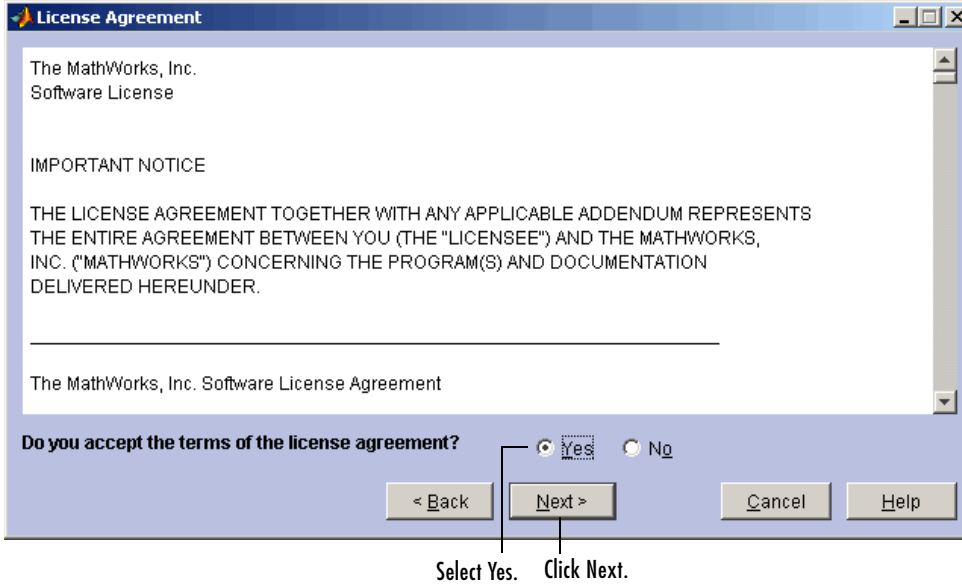 License Agreement
The MathWorks, Inc.
Software License
IMPORTANT NOTICE
THE LICENSE AGREEMENT TOGETHER WITH ANY APPLICABLE ADDENDUM REPRESENTS
THE ENTIRE AGREEMENT BETWEEN YOU (THE "LICENSEE") AND THE MATHWORKS,
INC. ("MATHWORKS") CONCERNING THE PROGRAM(S) AND DOCUMENTATION
DELIVERED HEREUNDER.
The MathWorks, Inc. Software License Agreement
Do you accept the terms of the license agreement? Yes No
< Back Next > Cancel Help
Select Yes. Click Next.